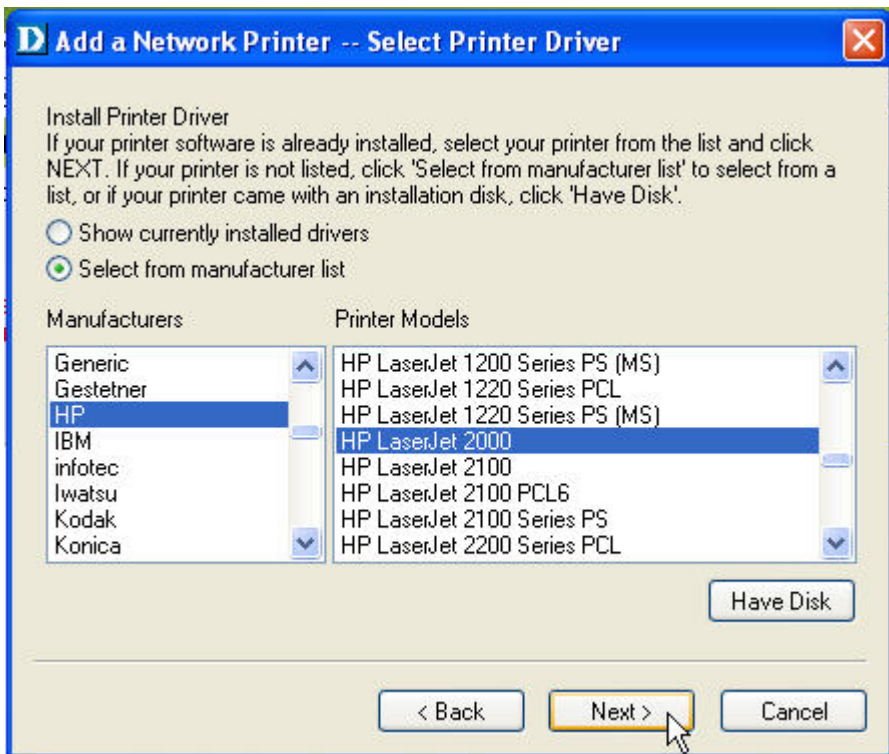 D Add a Network Printer -- Select Printer Driver
Install Printer Driver
If your printer software is already installed, select your printer from the list and click
NEXT. If your printer is not listed, click 'Select from manufacturer list' to select from a
list, or if your printer came with an installation disk, click 'Have Disk'.
Show currently installed drivers
Select from manufacturer list
Manufacturers
Generic
Gestetner
HP
IBM
infotec
Iwatsu
Kodak
Konica
Printer Models
HP LaserJet 1200 Series PS (MS)
HP LaserJet 1220 Series PCL
HP LaserJet 1220 Series PS (MS)
HP LaserJet 2000
HP LaserJet 2100
HP LaserJet 2100 PCL6
HP LaserJet 2100 Series PS
HP LaserJet 2200 Series PCL
Have Disk
< Back
Next >
Cancel